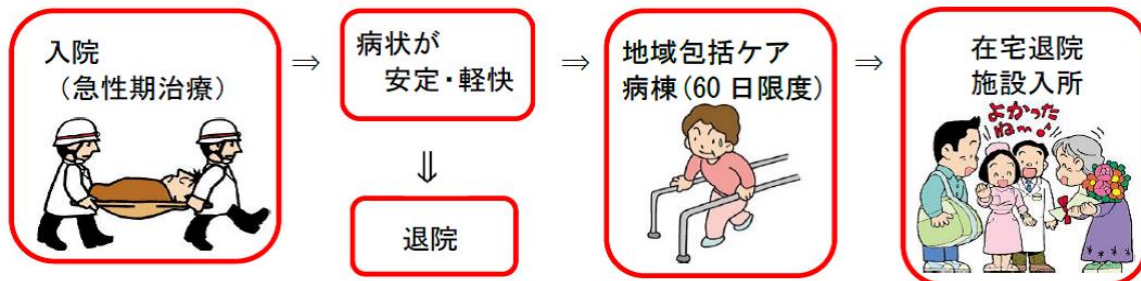 入院
（急性期治療）
⇒
病状が
安定・軽快
⇒
地域包括ケア
病棟(60 日限度)
⇒
在宅退院
施設入所
よかった
ね〜♪
⇓
退院